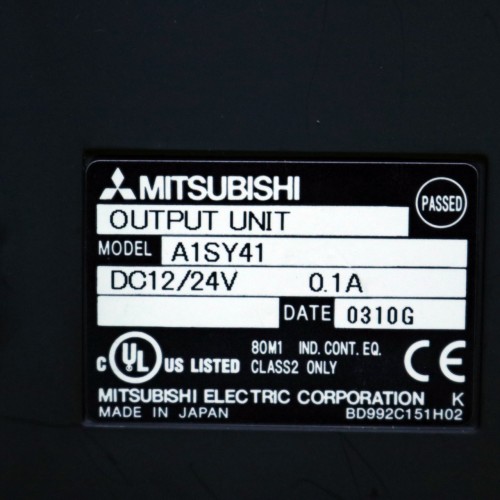 MITSUBISHI
PASSED
OUTPUT UNIT
MODEL A1SY41
DC12/24V 0.1A
DATE 0310G
C UL US LISTED 80M1 IND. CONT. EQ.
CLASS2 ONLY
CE
MITSUBISHI ELECTRIC CORPORATION K
MADE IN JAPAN BD992C151H02